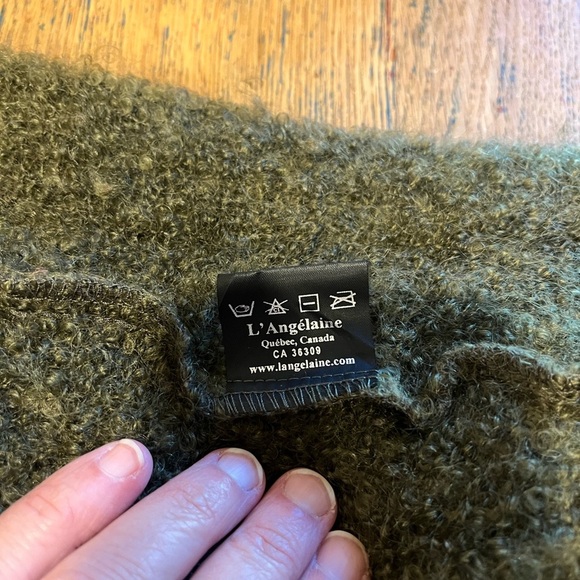 L'Angélaine
Québec, Canada
CA 36309
www.langelaine.com